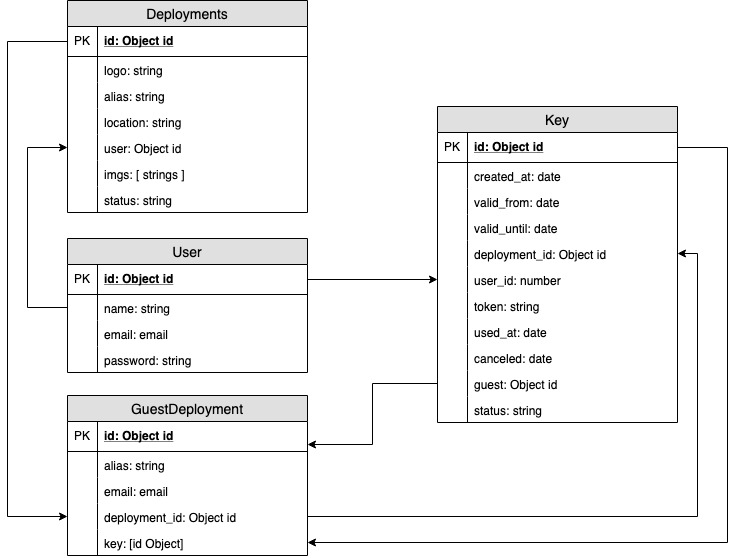 Deployments
PK id: Object id
logo: string
alias: string
location: string
user: Object id
imgs: [ strings ]
status: string
Key
PK id: Object id
created_at: date
valid_from: date
valid_until: date
deployment_id: Object id
user_id: number
token: string
used_at: date
canceled: date
guest: Object id
status: string
User
PK id: Object id
name: string
email: email
password: string
GuestDeployment
PK id: Object id
alias: string
email: email
deployment_id: Object id
key: [id Object]